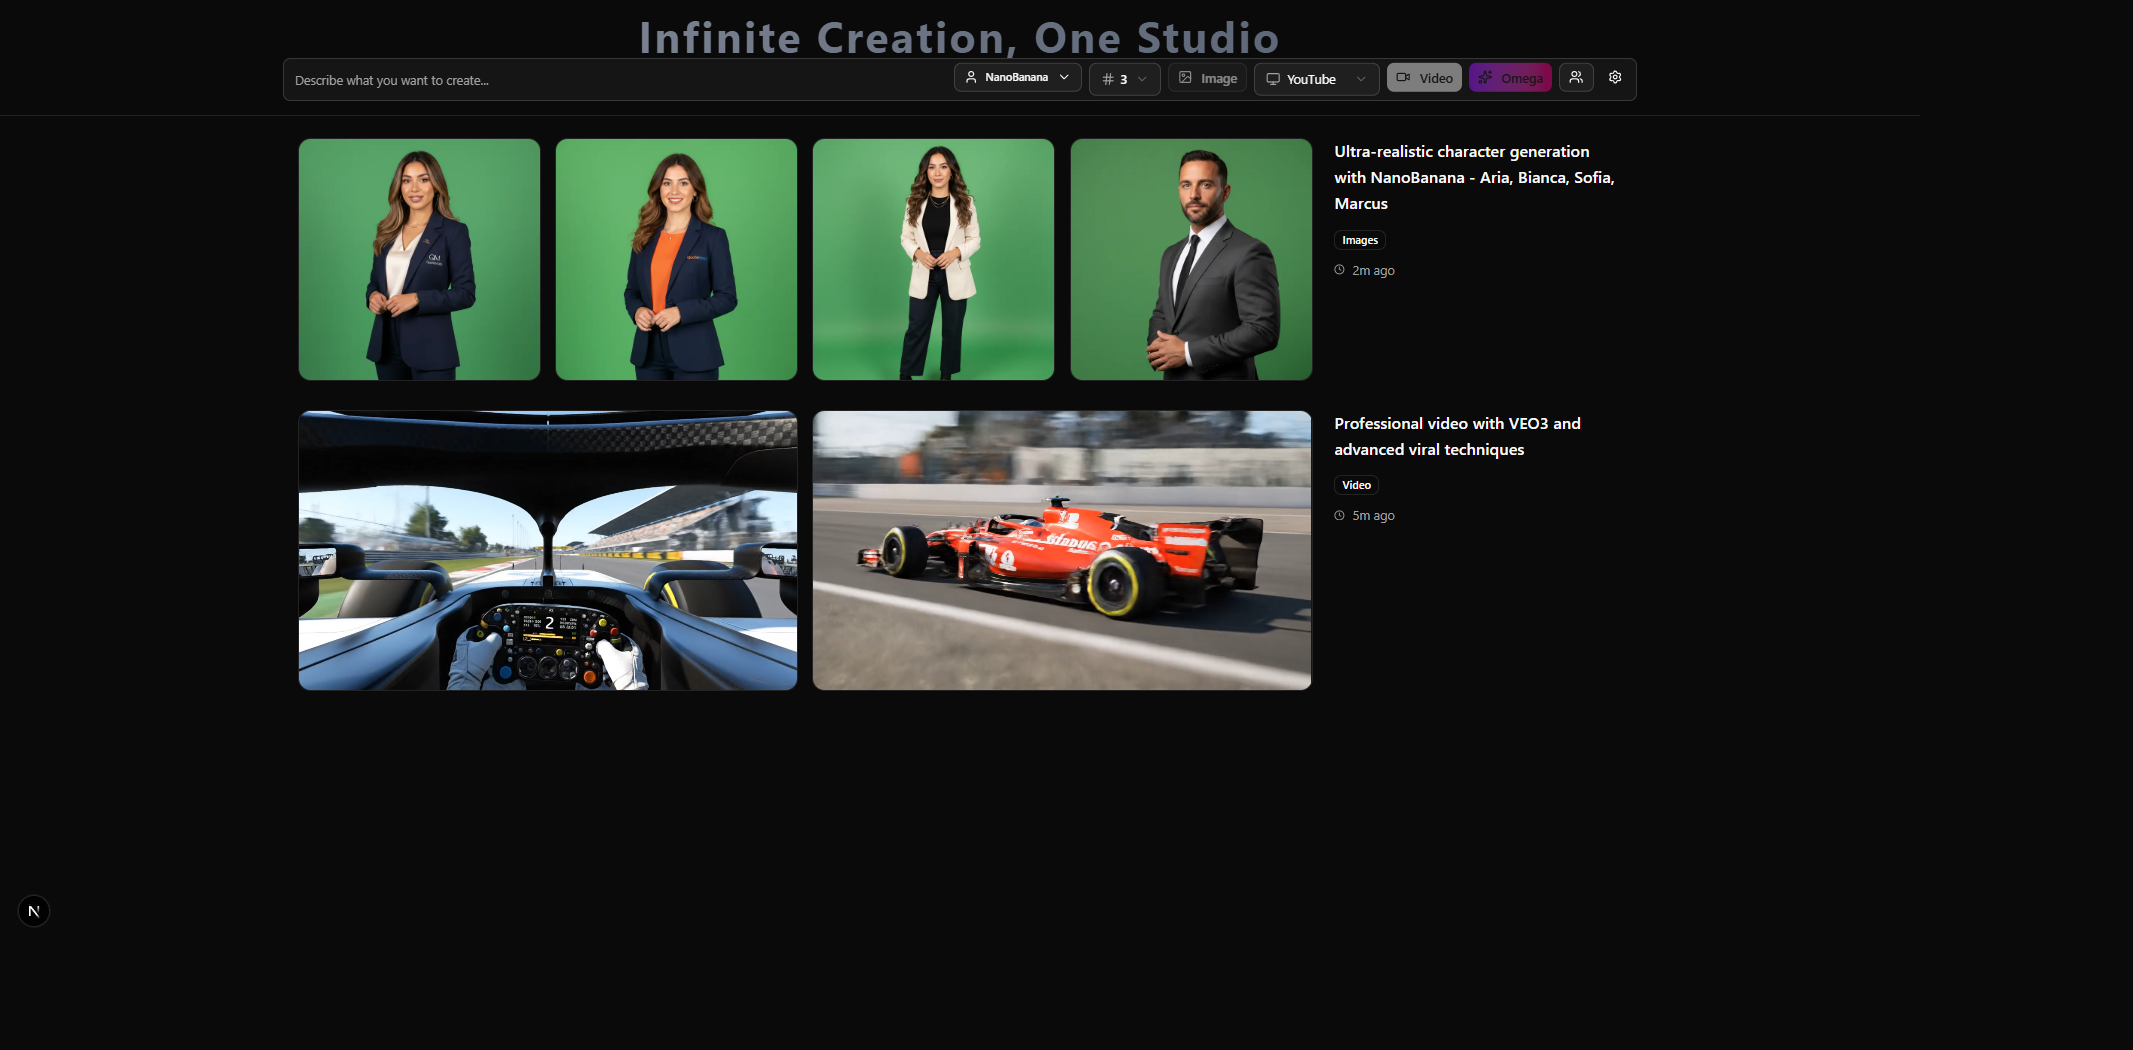 Infinite Creation, One Studio
Describe what you want to create...
NanoBanana
3
Image
YouTube
Video
Omega
Ultra-realistic character generation
with NanoBanana - Aria, Bianca, Sofia,
Marcus
Images
2m ago
GM
2
Professional video with VEO3 and
advanced viral techniques
Video
5m ago
N